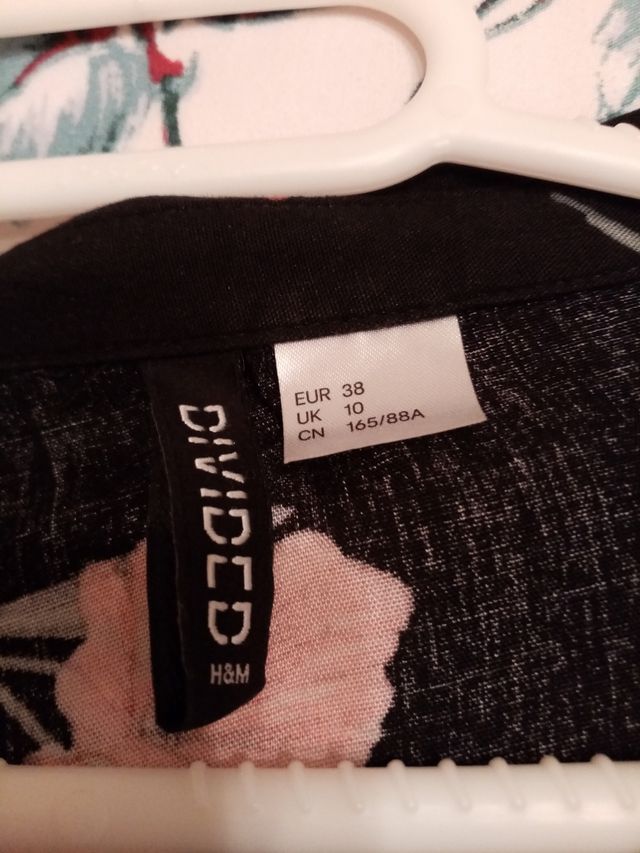 EUR 38
UK 10
CN 165/88A
DIVIDED
H&M